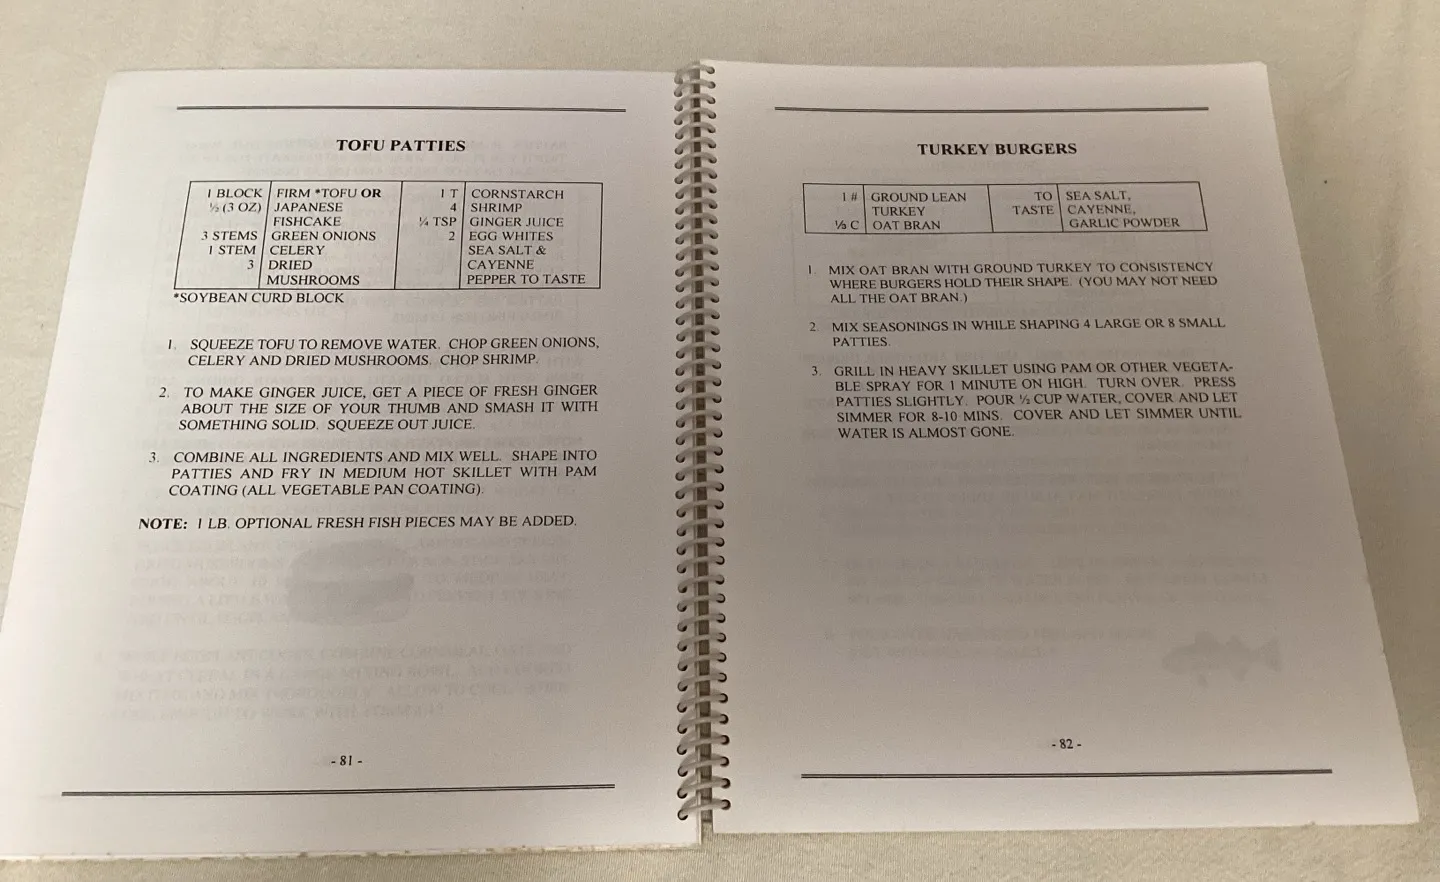 TOFU PATTIES
1 BLOCK FIRM *TOFU OR 1 T CORNSTARCH
½ (3 OZ) JAPANESE 4 SHRIMP
FISHCAKE ¼ TSP GINGER JUICE
3 STEMS GREEN ONIONS 2 EGG WHITES
1 STEM CELERY SEA SALT &
3 DRIED CAYENNE
MUSHROOMS PEPPER TO TASTE
*SOYBEAN CURD BLOCK
1. SQUEEZE TOFU TO REMOVE WATER. CHOP GREEN ONIONS,
CELERY AND DRIED MUSHROOMS. CHOP SHRIMP.
2. TO MAKE GINGER JUICE, GET A PIECE OF FRESH GINGER
ABOUT THE SIZE OF YOUR THUMB AND SMASH IT WITH
SOMETHING SOLID. SQUEEZE OUT JUICE.
3. COMBINE ALL INGREDIENTS AND MIX WELL. SHAPE INTO
PATTIES AND FRY IN MEDIUM HOT SKILLET WITH PAM
COATING (ALL VEGETABLE PAN COATING).
NOTE: 1 LB. OPTIONAL FRESH FISH PIECES MAY BE ADDED.
- 81 -
TURKEY BURGERS
1 # GROUND LEAN TO SEA SALT,
TURKEY TASTE CAYENNE,
⅓ C OAT BRAN GARLIC POWDER
1. MIX OAT BRAN WITH GROUND TURKEY TO CONSISTENCY
WHERE BURGERS HOLD THEIR SHAPE. (YOU MAY NOT NEED
ALL THE OAT BRAN.)
2. MIX SEASONINGS IN WHILE SHAPING 4 LARGE OR 8 SMALL
PATTIES.
3. GRILL IN HEAVY SKILLET USING PAM OR OTHER VEGETA-
BLE SPRAY FOR 1 MINUTE ON HIGH. TURN OVER. PRESS
PATTIES SLIGHTLY. POUR ⅓ CUP WATER, COVER AND LET
SIMMER FOR 8-10 MINS. COVER AND LET SIMMER UNTIL
WATER IS ALMOST GONE.
- 82 -